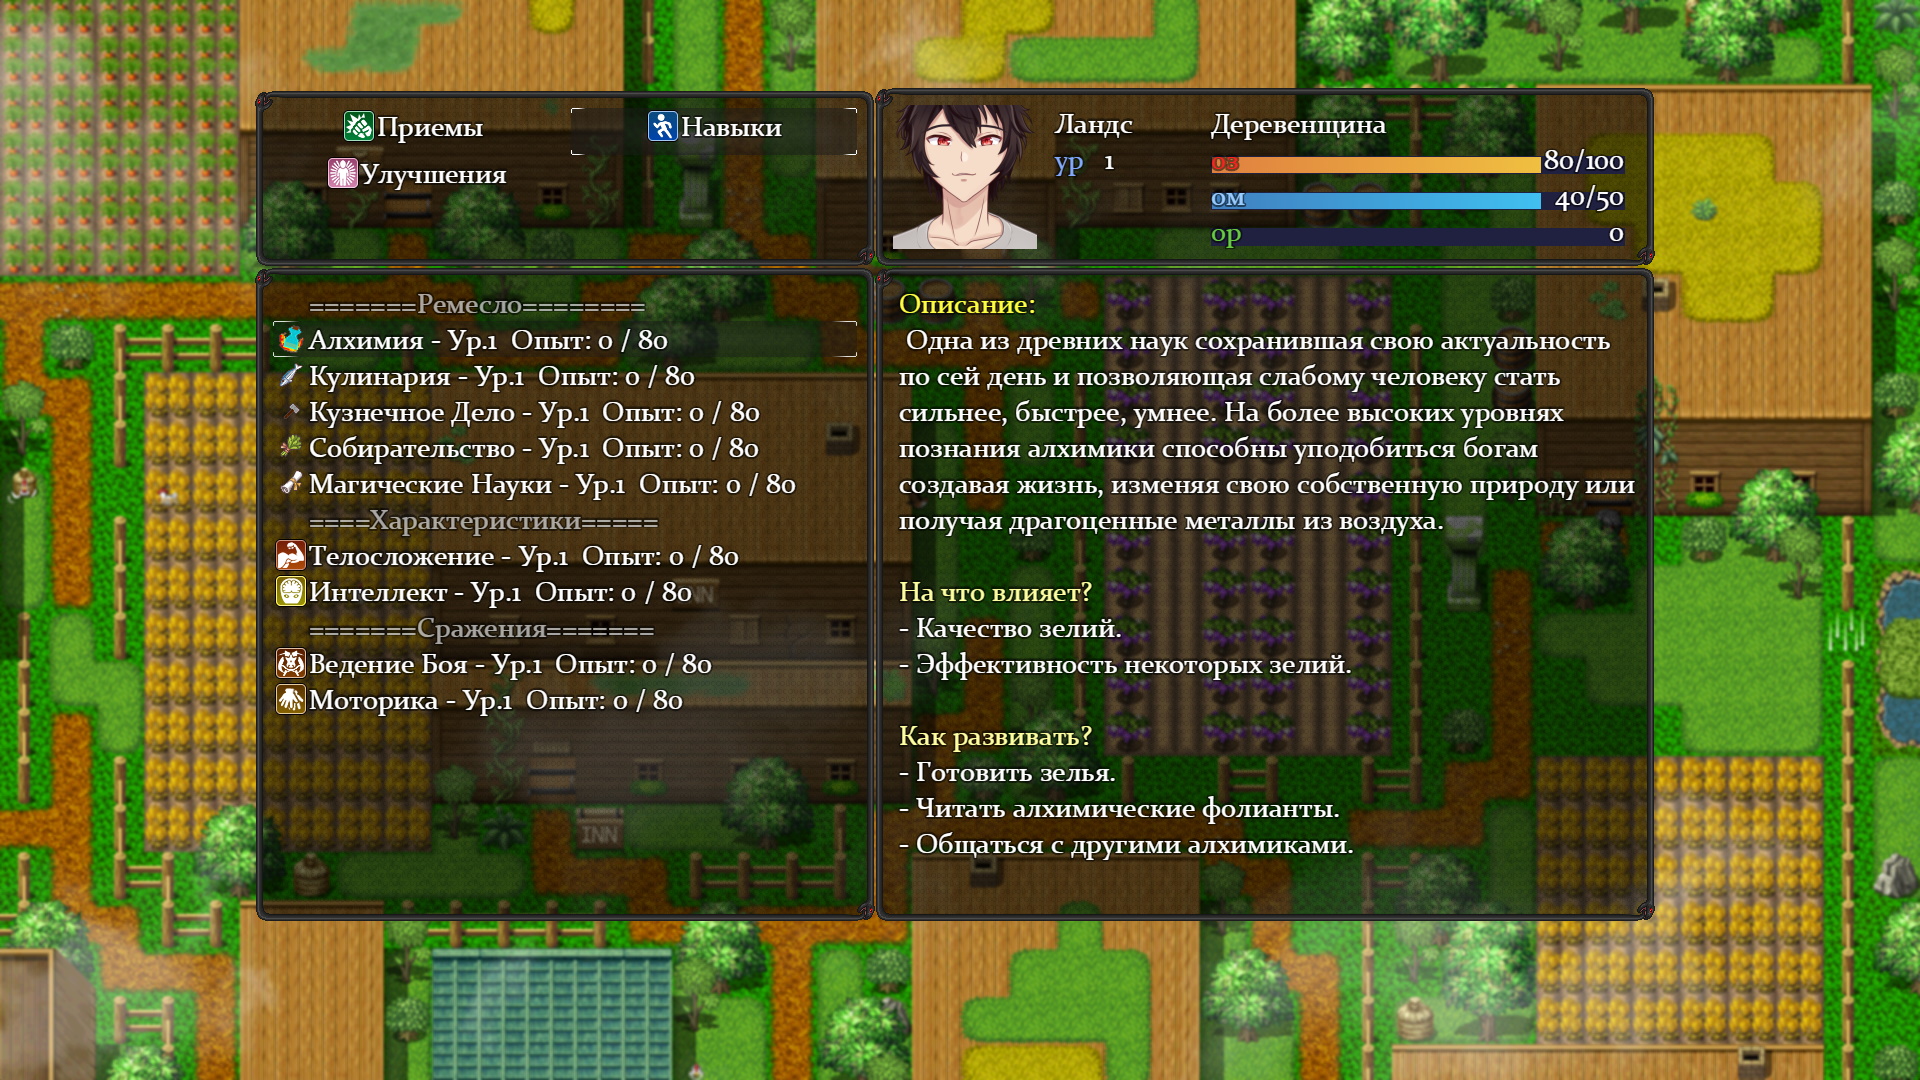 Приемы
Навыки
Улучшения
Ландс
Деревенщина
ур 1
оз 80/100
ом 40/50
ор 0
=======Ремесло========
Алхимия - Ур.1 Опыт: 0 / 80
Кулинария - Ур.1 Опыт: 0 / 80
Кузнечное Дело - Ур.1 Опыт: 0 / 80
Собирательство - Ур.1 Опыт: 0 / 80
Магические Науки - Ур.1 Опыт: 0 / 80
====Характеристики=====
Телосложение - Ур.1 Опыт: 0 / 80
Интеллект - Ур.1 Опыт: 0 / 80
=======Сражения=======
Ведение Боя - Ур.1 Опыт: 0 / 80
Моторика - Ур.1 Опыт: 0 / 80
INN
Описание:
Одна из древних наук сохранившая свою актуальность
по сей день и позволяющая слабому человеку стать
сильнее, быстрее, умнее. На более высоких уровнях
познания алхимики способны уподобиться богам
создавая жизнь, изменяя свою собственную природу или
получая драгоценные металлы из воздуха.
На что влияет?
- Качество зелий.
- Эффективность некоторых зелий.
Как развивать?
- Готовить зелья.
- Читать алхимические фолианты.
- Общаться с другими алхимиками.